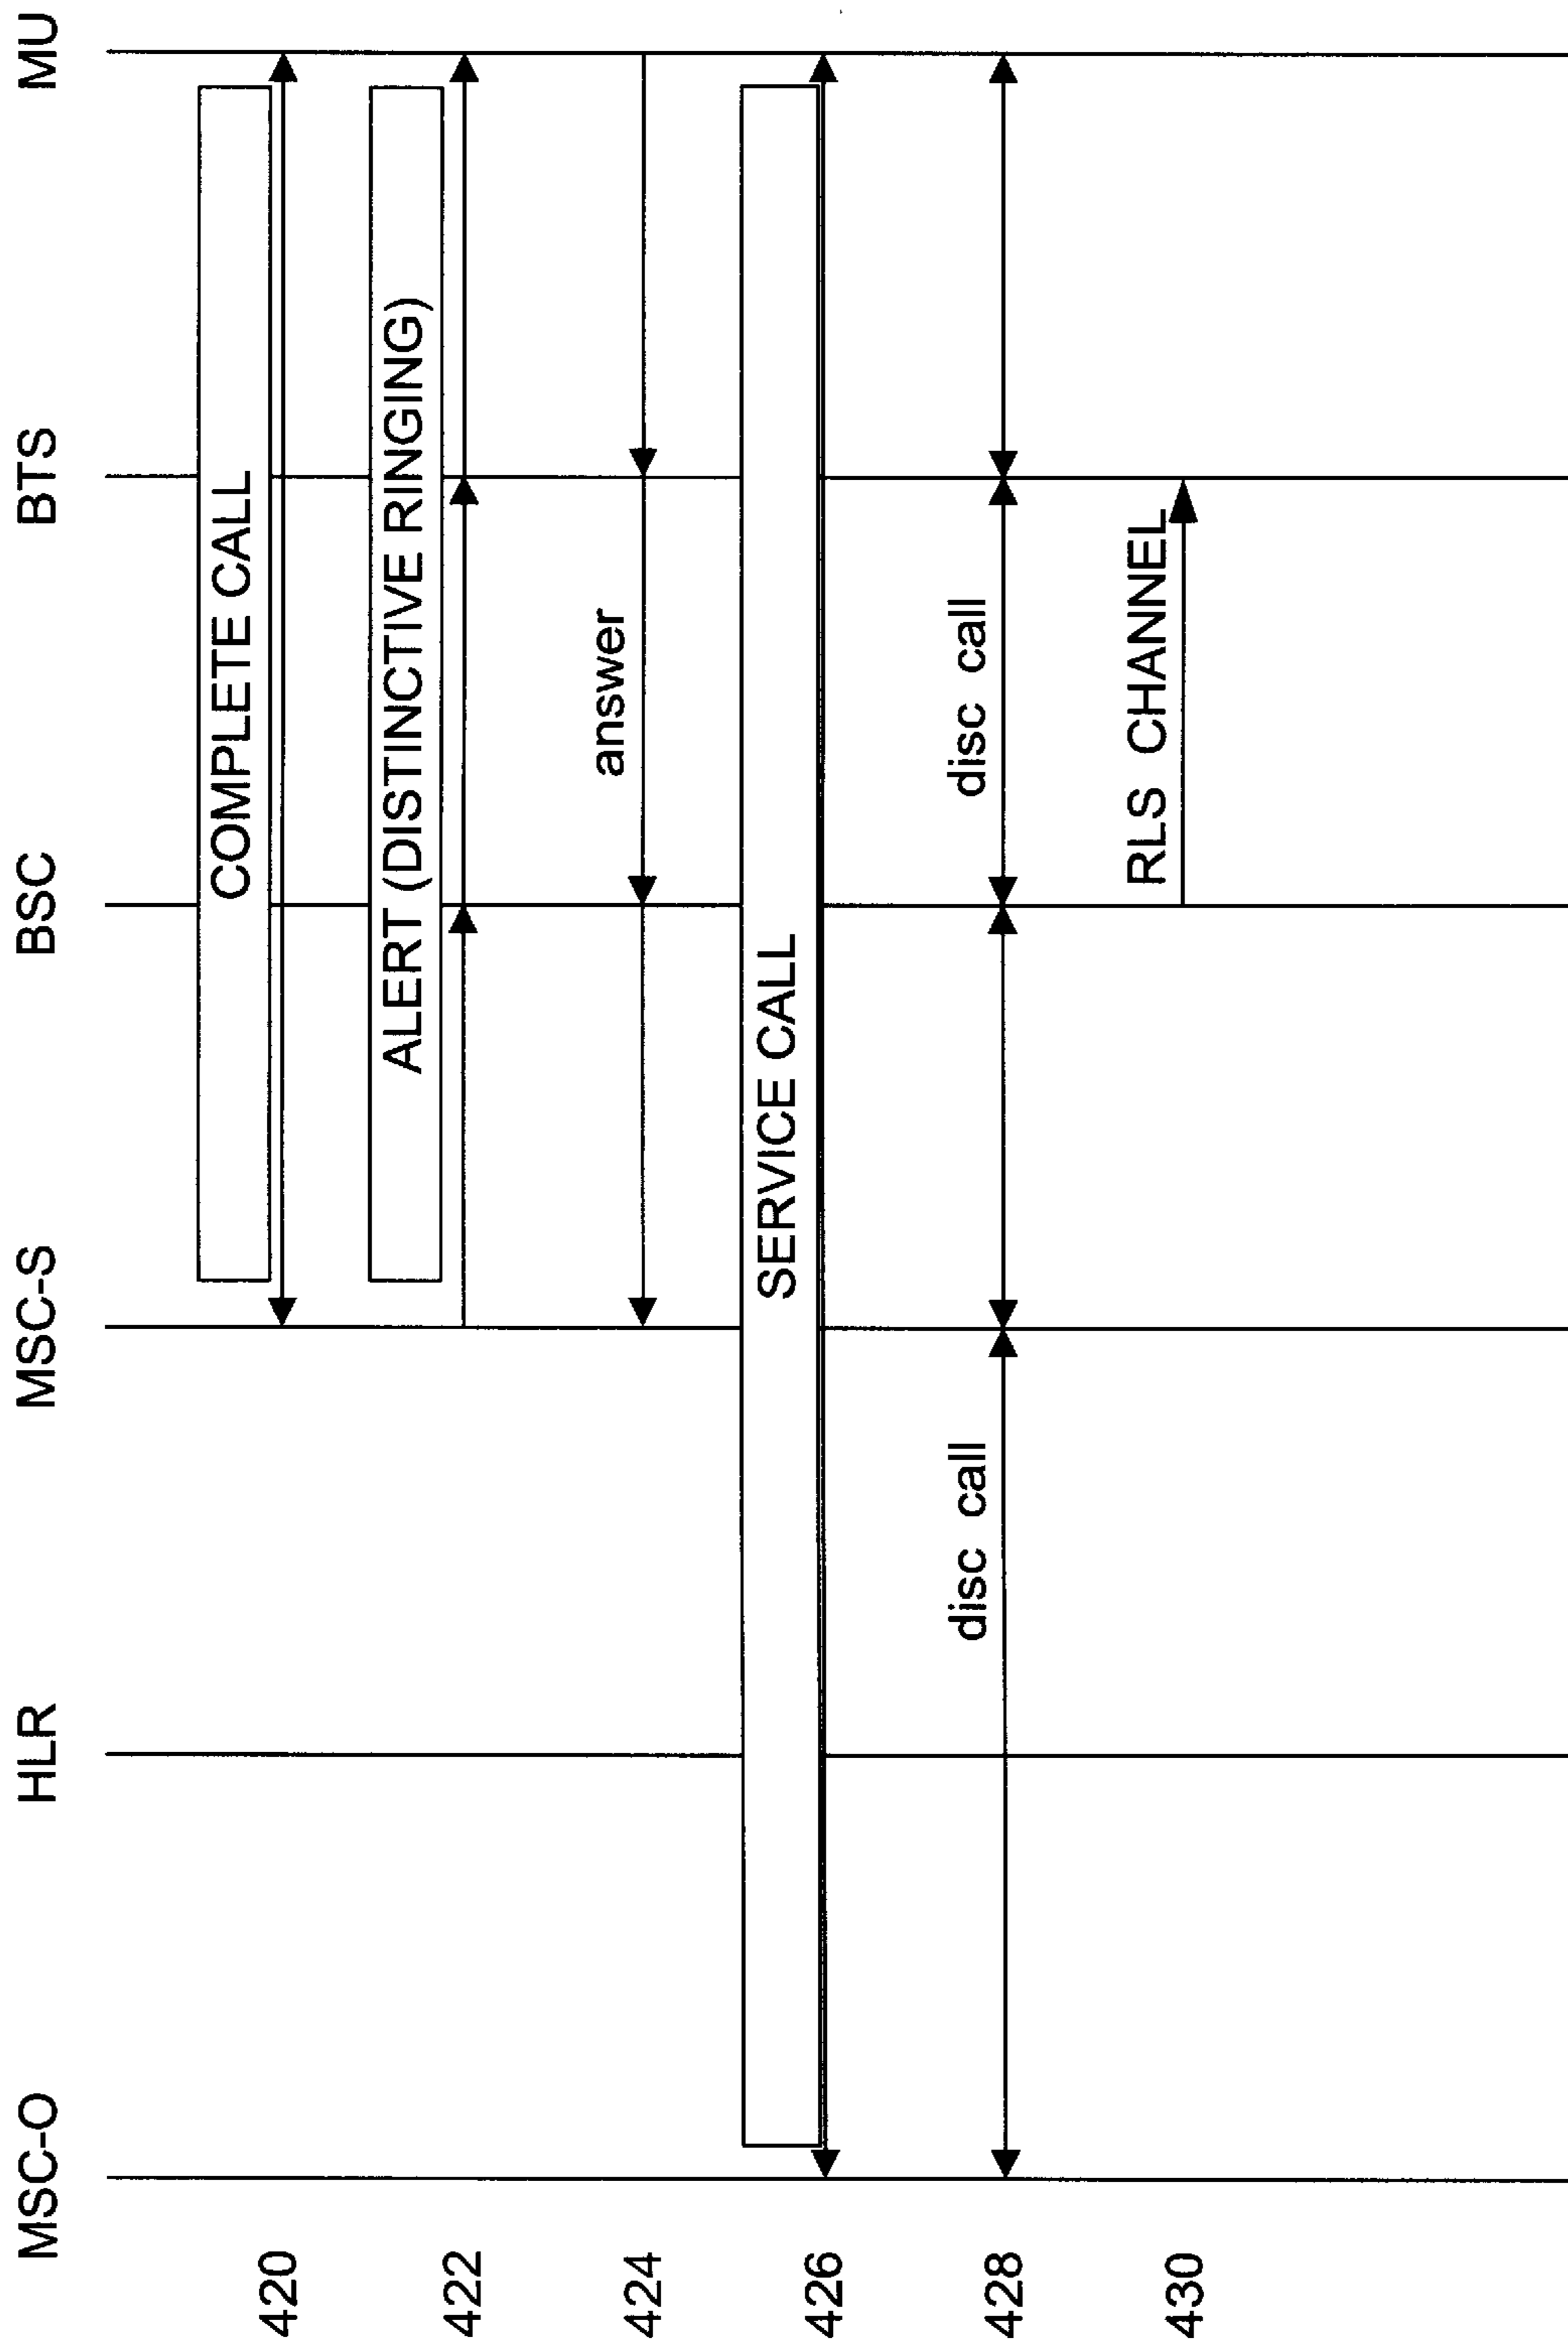 MSC-O HLR MSC-S BSC BTS MU
COMPLETE CALL
420
ALERT (DISTINCTIVE RINGING)
422
answer
424
SERVICE CALL
426
disc call disc call
428
RLS CHANNEL
430